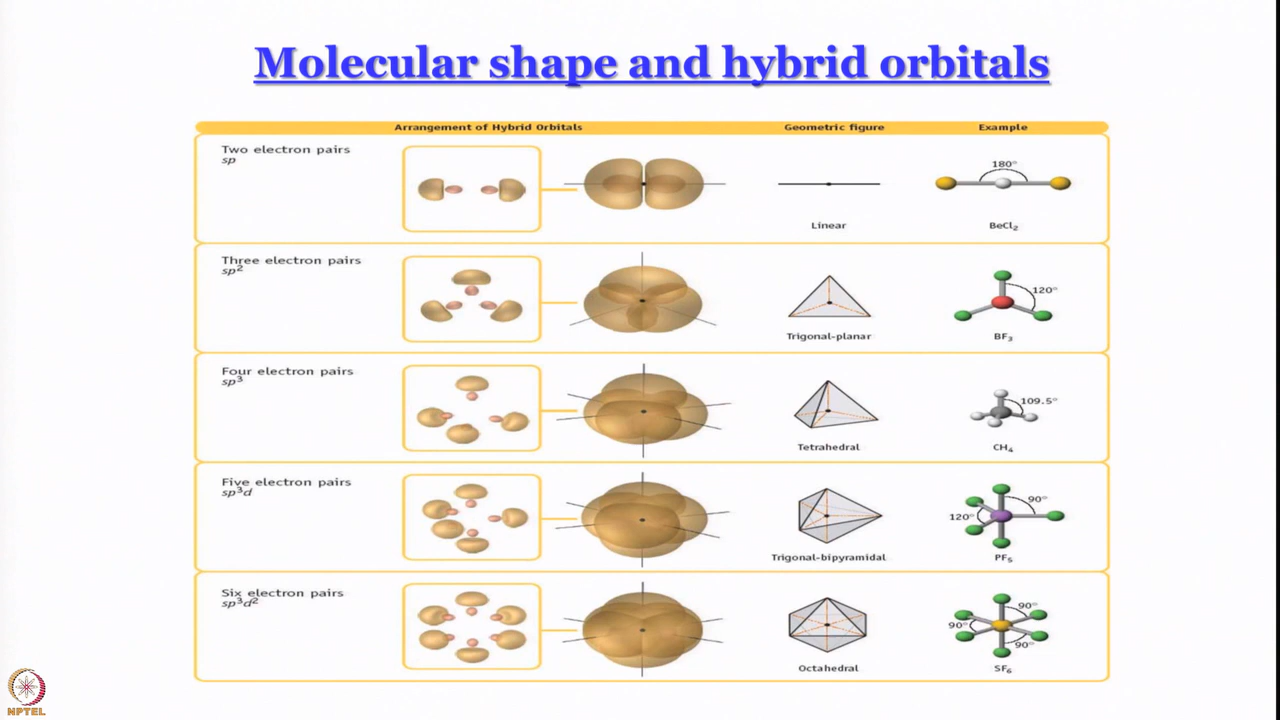 Molecular shape and hybrid orbitals
Arrangement of Hybrid Orbitals Geometric figure Example
Two electron pairs
sp
180°
Linear BeCl₂
Three electron pairs
sp²
120°
Trigonal-planar BF₃
Four electron pairs
sp³
109.5°
Tetrahedral CH₄
Five electron pairs
sp³d
90°
120°
Trigonal-bipyramidal PF₅
Six electron pairs
sp³d²
90°
90°
90°
Octahedral SF₆
NPTEL